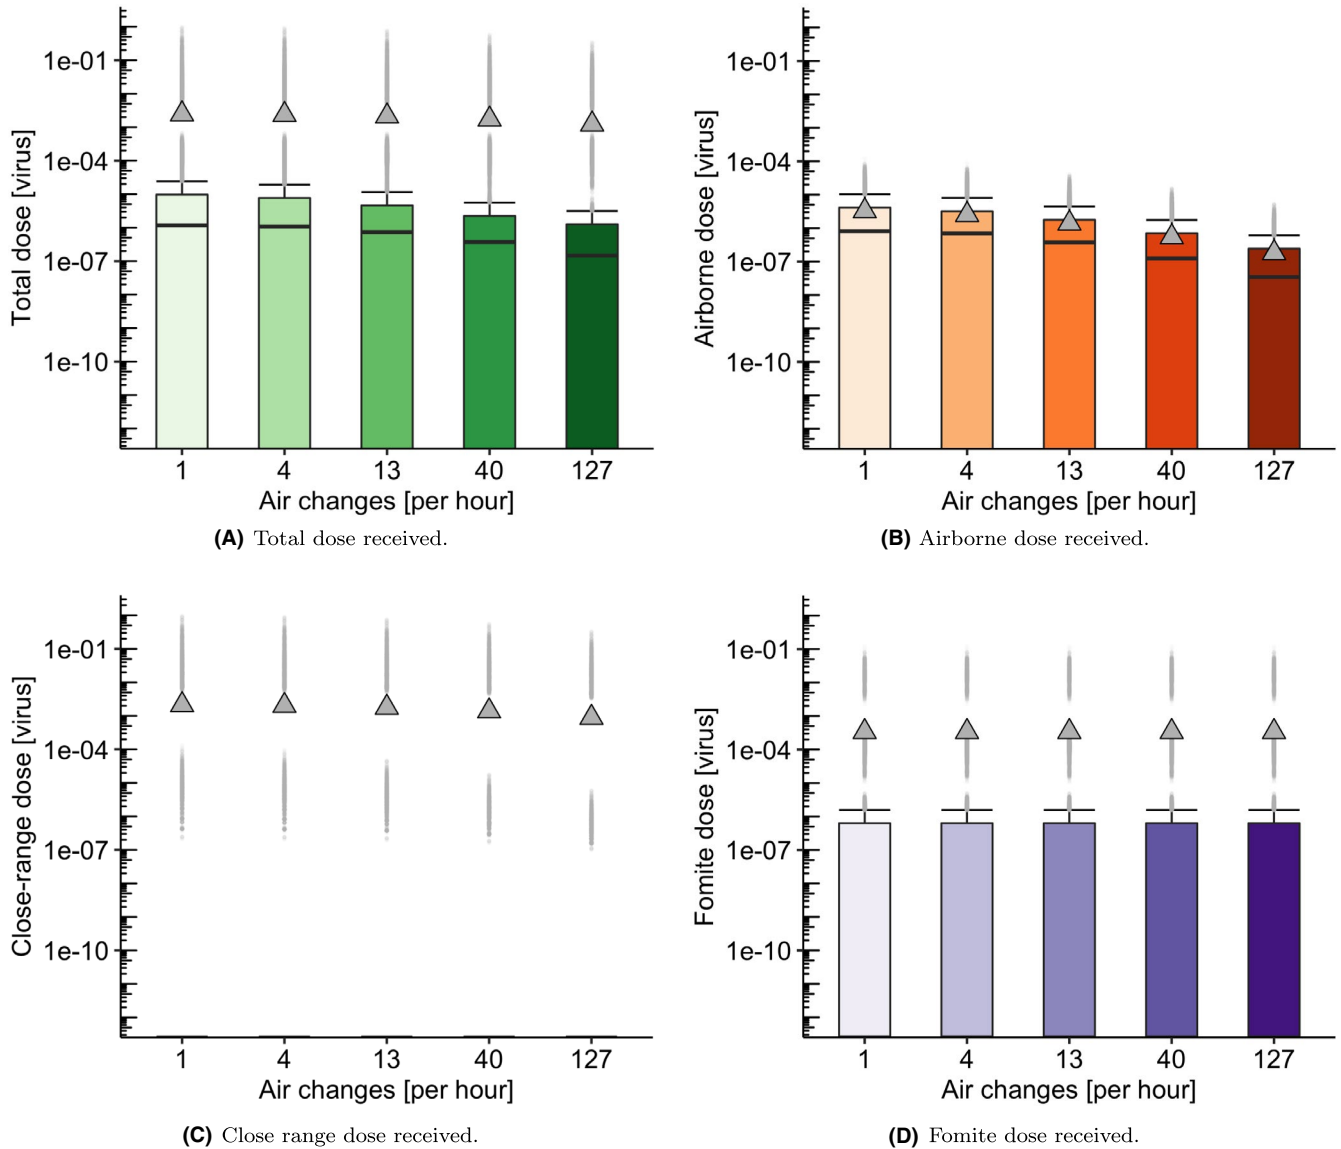 Total dose [virus]
1e-01
1e-04
1e-07
1e-10
1 4 13 40 127
Air changes [per hour]
(A) Total dose received.
Airborne dose [virus]
1e-01
1e-04
1e-07
1e-10
1 4 13 40 127
Air changes [per hour]
(B) Airborne dose received.
Close-range dose [virus]
1e-01
1e-04
1e-07
1e-10
1 4 13 40 127
Air changes [per hour]
(C) Close range dose received.
Fomite dose [virus]
1e-01
1e-04
1e-07
1e-10
1 4 13 40 127
Air changes [per hour]
(D) Fomite dose received.